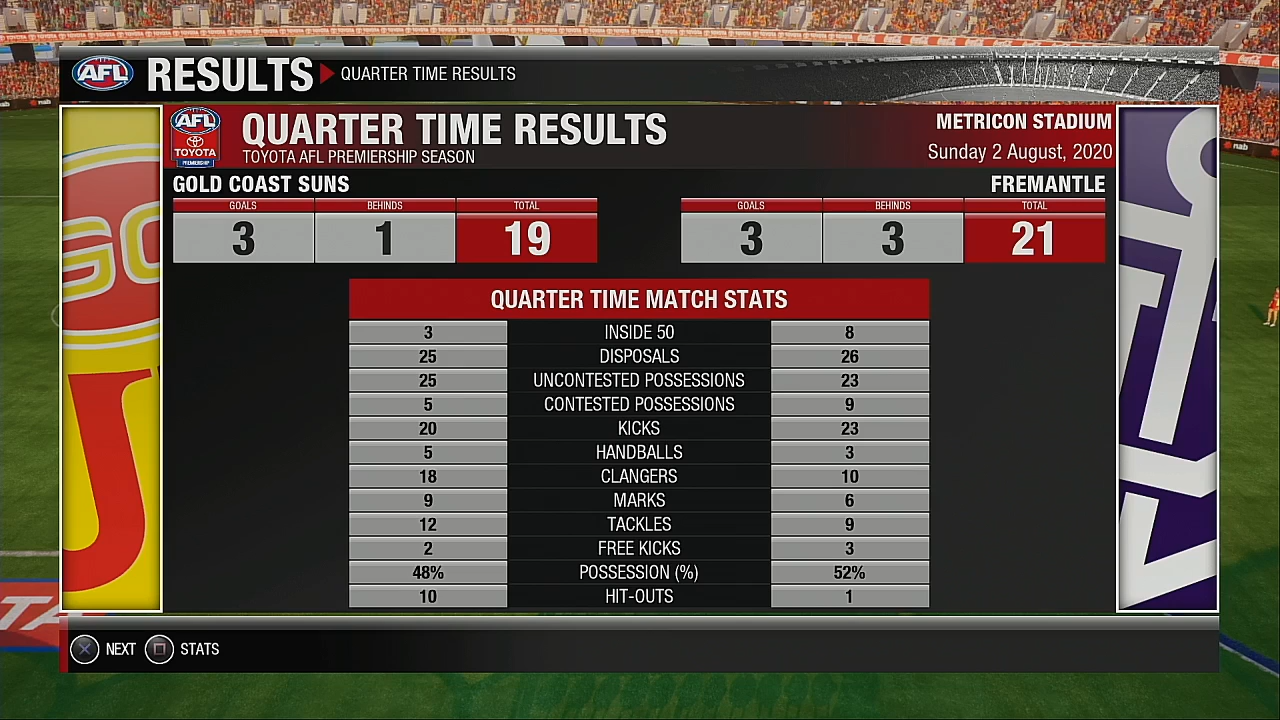 AFL RESULTS QUARTER TIME RESULTS
AFL
TOYOTA
PREMIERSHIP
QUARTER TIME RESULTS
TOYOTA AFL PREMIERSHIP SEASON
METRICON STADIUM
Sunday 2 August, 2020
GOLD COAST SUNS FREMANTLE
GOALS BEHINDS TOTAL GOALS BEHINDS TOTAL
3 1 19 3 3 21
QUARTER TIME MATCH STATS
3 INSIDE 50 8
25 DISPOSALS 26
25 UNCONTESTED POSSESSIONS 23
5 CONTESTED POSSESSIONS 9
20 KICKS 23
5 HANDBALLS 3
18 CLANGERS 10
9 MARKS 6
12 TACKLES 9
2 FREE KICKS 3
48% POSSESSION (%) 52%
10 HIT-OUTS 1
NEXT STATS
nab
nab